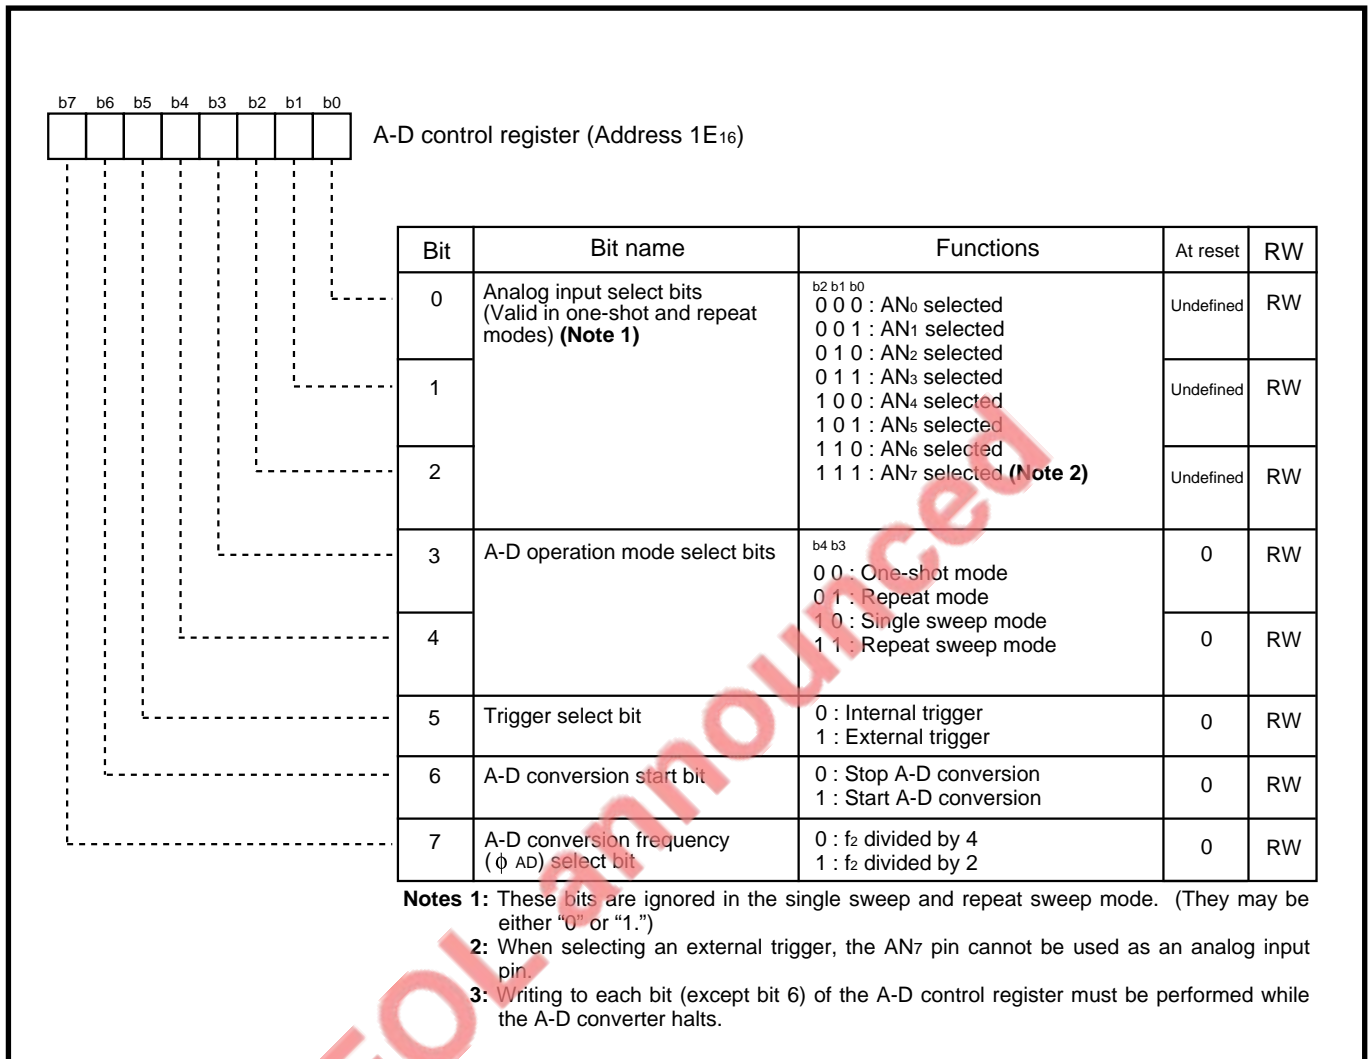 b7 b6 b5 b4 b3 b2 b1 b0
A-D control register (Address 1E16)
Bit Bit name Functions At reset RW
0 Analog input select bits (Valid in one-shot and repeat modes) (Note 1)
b2 b1 b0
0 0 0 : AN0 selected
0 0 1 : AN1 selected
0 1 0 : AN2 selected
0 1 1 : AN3 selected
1 0 0 : AN4 selected
1 0 1 : AN5 selected
1 1 0 : AN6 selected
1 1 1 : AN7 selected (Note 2)
Undefined RW
1 Undefined RW
2 Undefined RW
3 A-D operation mode select bits
b4 b3
0 0 : One-shot mode
0 1 : Repeat mode
1 0 : Single sweep mode
1 1 : Repeat sweep mode
0 RW
4 0 RW
5 Trigger select bit
0 : Internal trigger
1 : External trigger
0 RW
6 A-D conversion start bit
0 : Stop A-D conversion
1 : Start A-D conversion
0 RW
7 A-D conversion frequency
(ϕ AD) select bit
0 : f2 divided by 4
1 : f2 divided by 2
0 RW
Notes 1: These bits are ignored in the single sweep and repeat sweep mode. (They may be
either “0” or “1.”)
2: When selecting an external trigger, the AN7 pin cannot be used as an analog input
pin.
3: Writing to each bit (except bit 6) of the A-D control register must be performed while
the A-D converter halts.
EOL announced